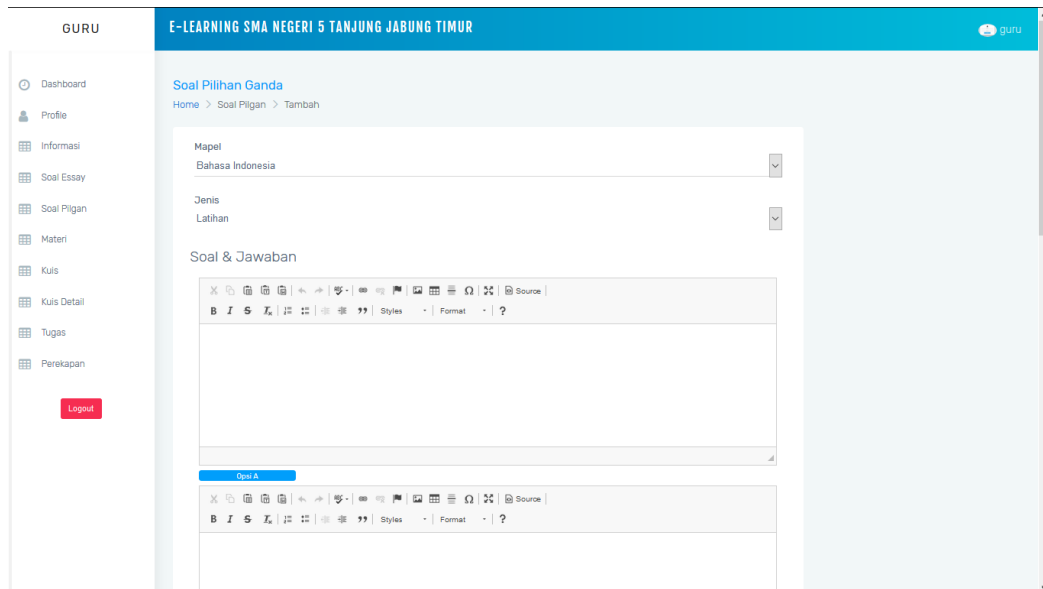 GURU
E-LEARNING SMA NEGERI 5 TANJUNG JABUNG TIMUR
guru
Dashboard
Profile
Informasi
Soal Essay
Soal Pilgan
Materi
Kuis
Kuis Detail
Tugas
Perekapan
Logout
Soal Pilihan Ganda
Home > Soal Pilgan > Tambah
Mapel
Bahasa Indonesia
Jenis
Latihan
Soal & Jawaban
Source
B I S Tx Styles Format ?
Opsi A
Source
B I S Tx Styles Format ?